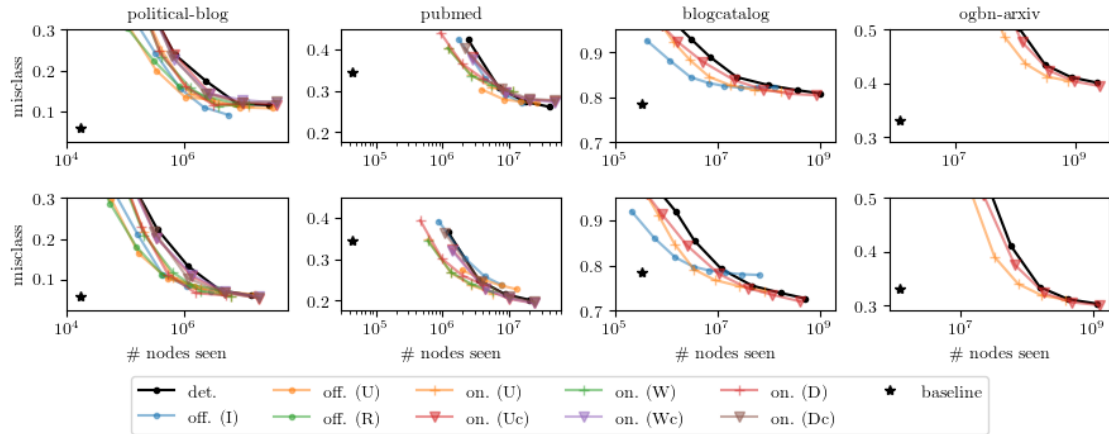 political-blog pubmed blogcatalog ogbn-arxiv
misclass
0.3 0.2 0.1
10^4 10^6
0.4 0.3 0.2
10^5 10^6 10^7
0.9 0.8 0.7
10^5 10^7 10^9
0.5 0.4 0.3
10^7 10^9
misclass
0.3 0.2 0.1
10^4 10^6
0.4 0.3 0.2
10^5 10^6 10^7
0.9 0.8 0.7
10^5 10^7 10^9
0.5 0.4 0.3
10^7 10^9
# nodes seen # nodes seen # nodes seen # nodes seen
det. off. (U) on. (U) on. (W) on. (D) baseline
off. (I) off. (R) on. (Uc) on. (Wc) on. (Dc)